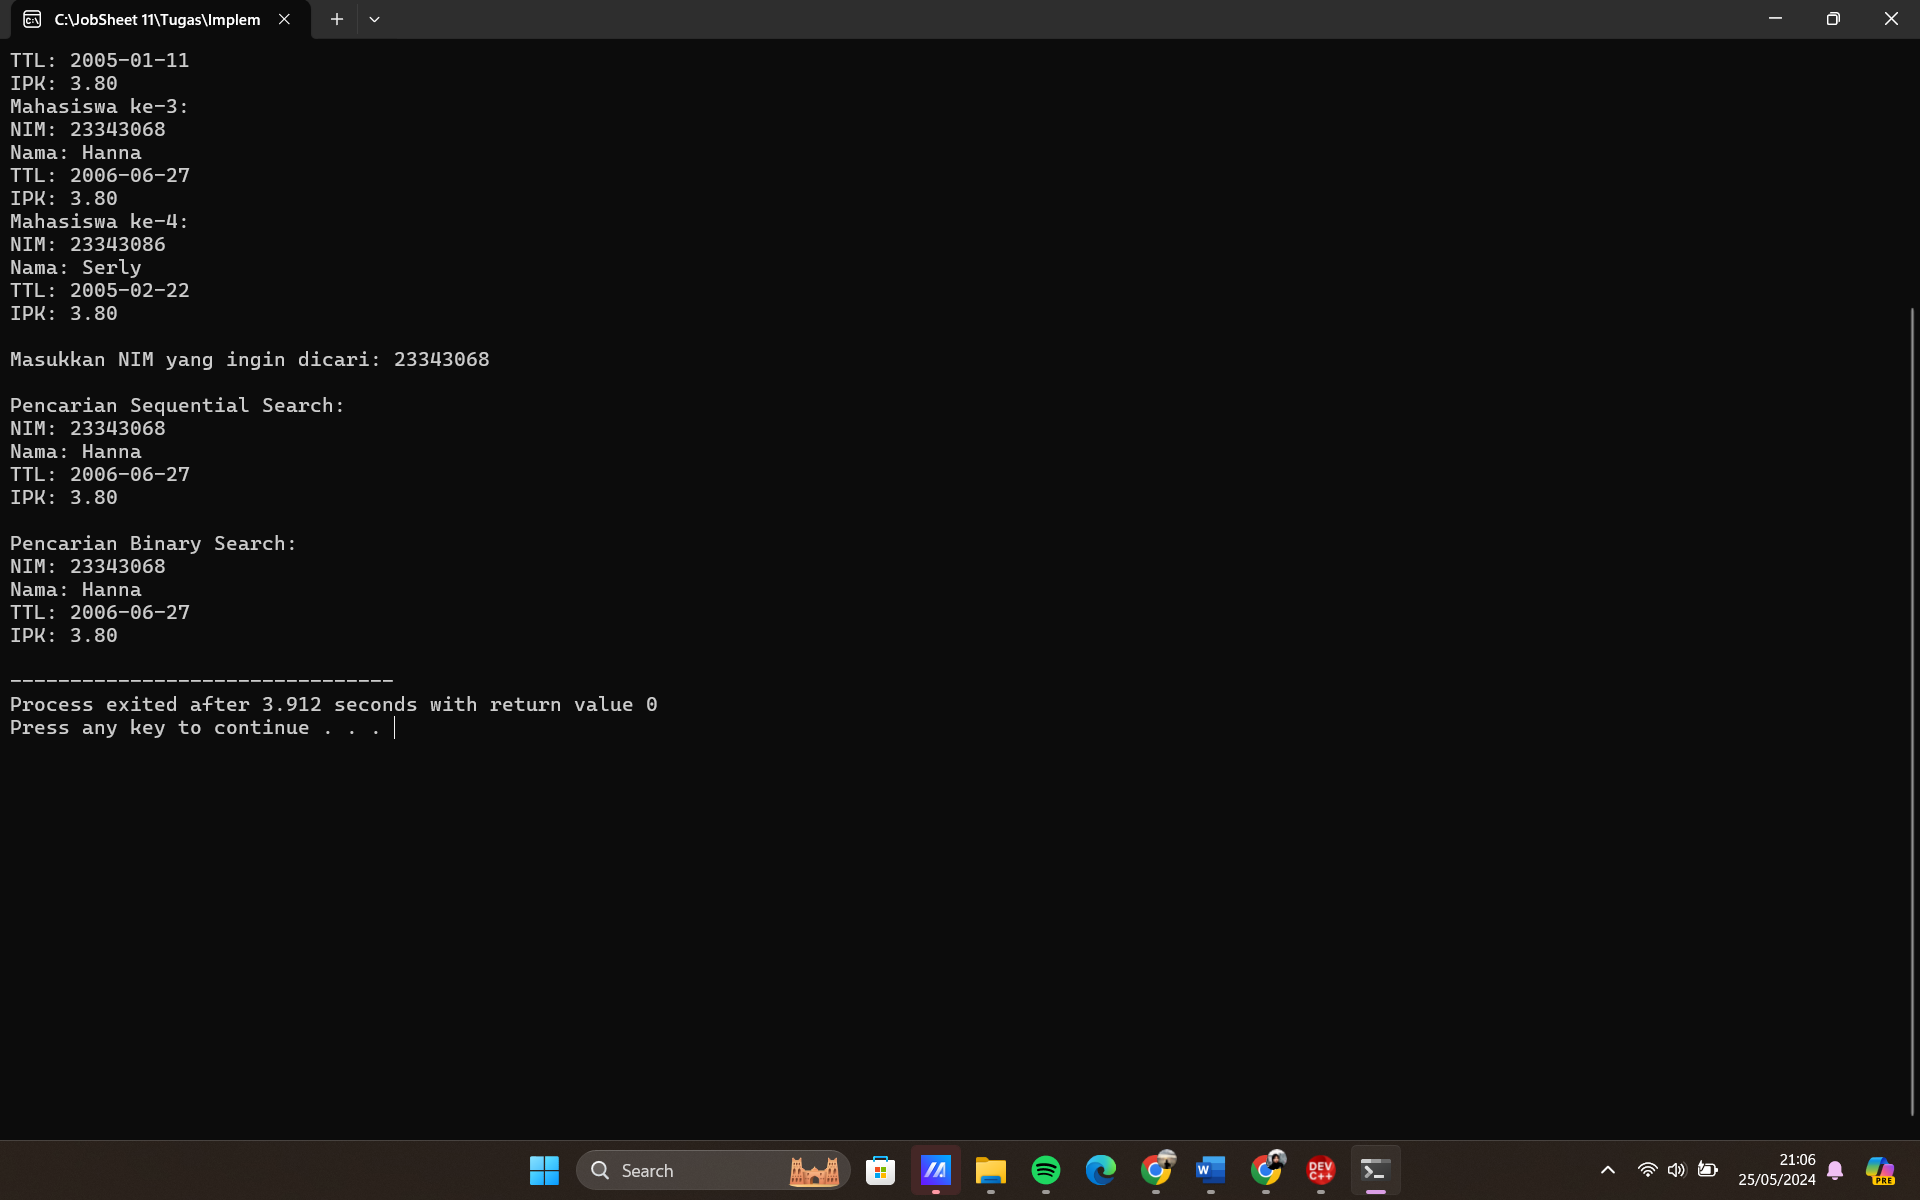 C:\JobSheet 11\Tugas\Implem
TTL: 2005-01-11
IPK: 3.80
Mahasiswa ke-3:
NIM: 23343068
Nama: Hanna
TTL: 2006-06-27
IPK: 3.80
Mahasiswa ke-4:
NIM: 23343086
Nama: Serly
TTL: 2005-02-22
IPK: 3.80
Masukkan NIM yang ingin dicari: 23343068
Pencarian Sequential Search:
NIM: 23343068
Nama: Hanna
TTL: 2006-06-27
IPK: 3.80
Pencarian Binary Search:
NIM: 23343068
Nama: Hanna
TTL: 2006-06-27
IPK: 3.80
--------------------------------
Process exited after 3.912 seconds with return value 0
Press any key to continue . . .
Search
W
DEV C++
21:06
25/05/2024
PRE